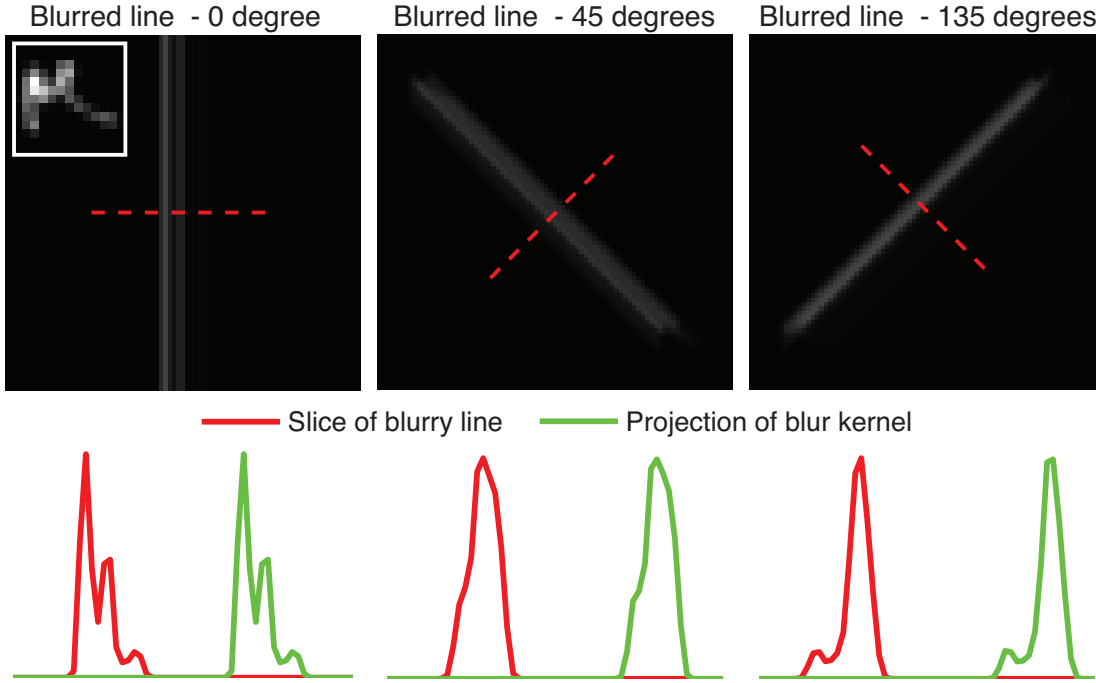 Blurred line - 0 degree
Blurred line - 45 degrees
Blurred line - 135 degrees
Slice of blurry line
Projection of blur kernel